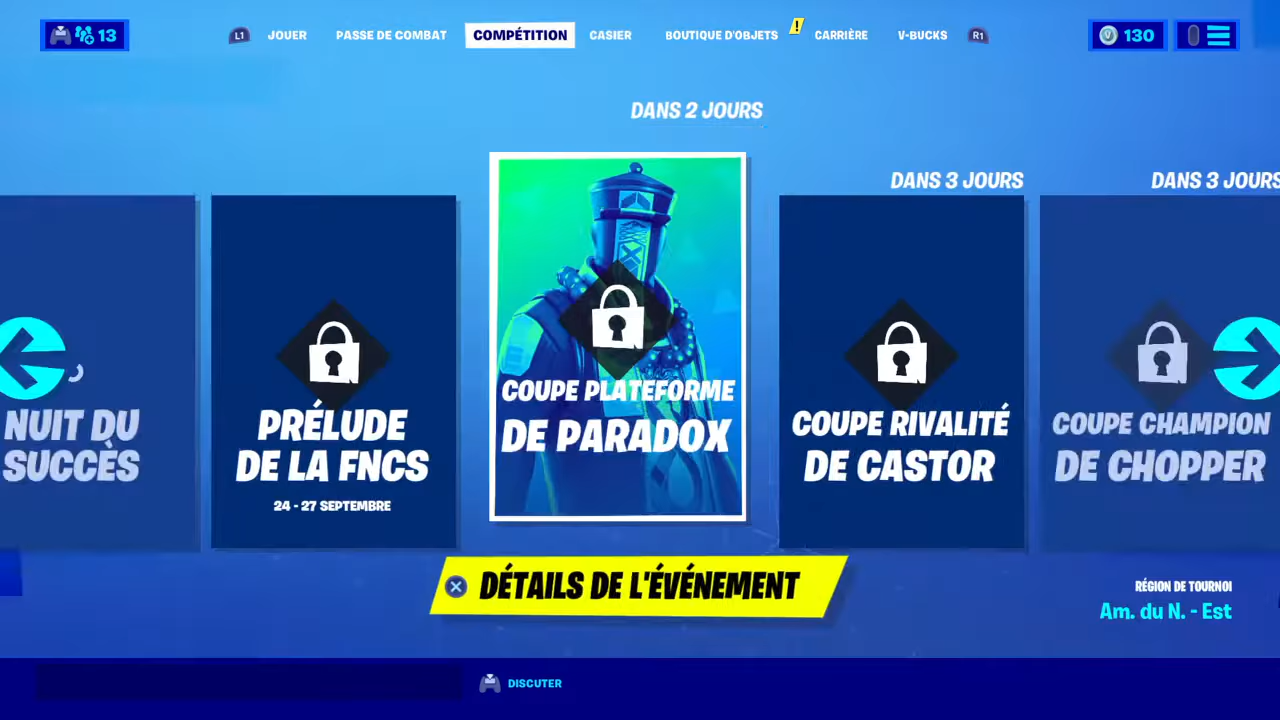 13
L1
JOUER
PASSE DE COMBAT
COMPÉTITION
CASIER
BOUTIQUE D'OBJETS
!
CARRIÈRE
V-BUCKS
R1
V
130
DANS 2 JOURS
DANS 3 JOURS
DANS 3 JOURS
NUIT DU
SUCCÈS
PRÉLUDE
DE LA FNCS
24 - 27 SEPTEMBRE
COUPE PLATEFORME
DE PARADOX
COUPE RIVALITÉ
DE CASTOR
COUPE CHAMPION
DE CHOPPER
DÉTAILS DE L'ÉVÉNEMENT
RÉGION DE TOURNOI
Am. du N. - Est
DISCUTER